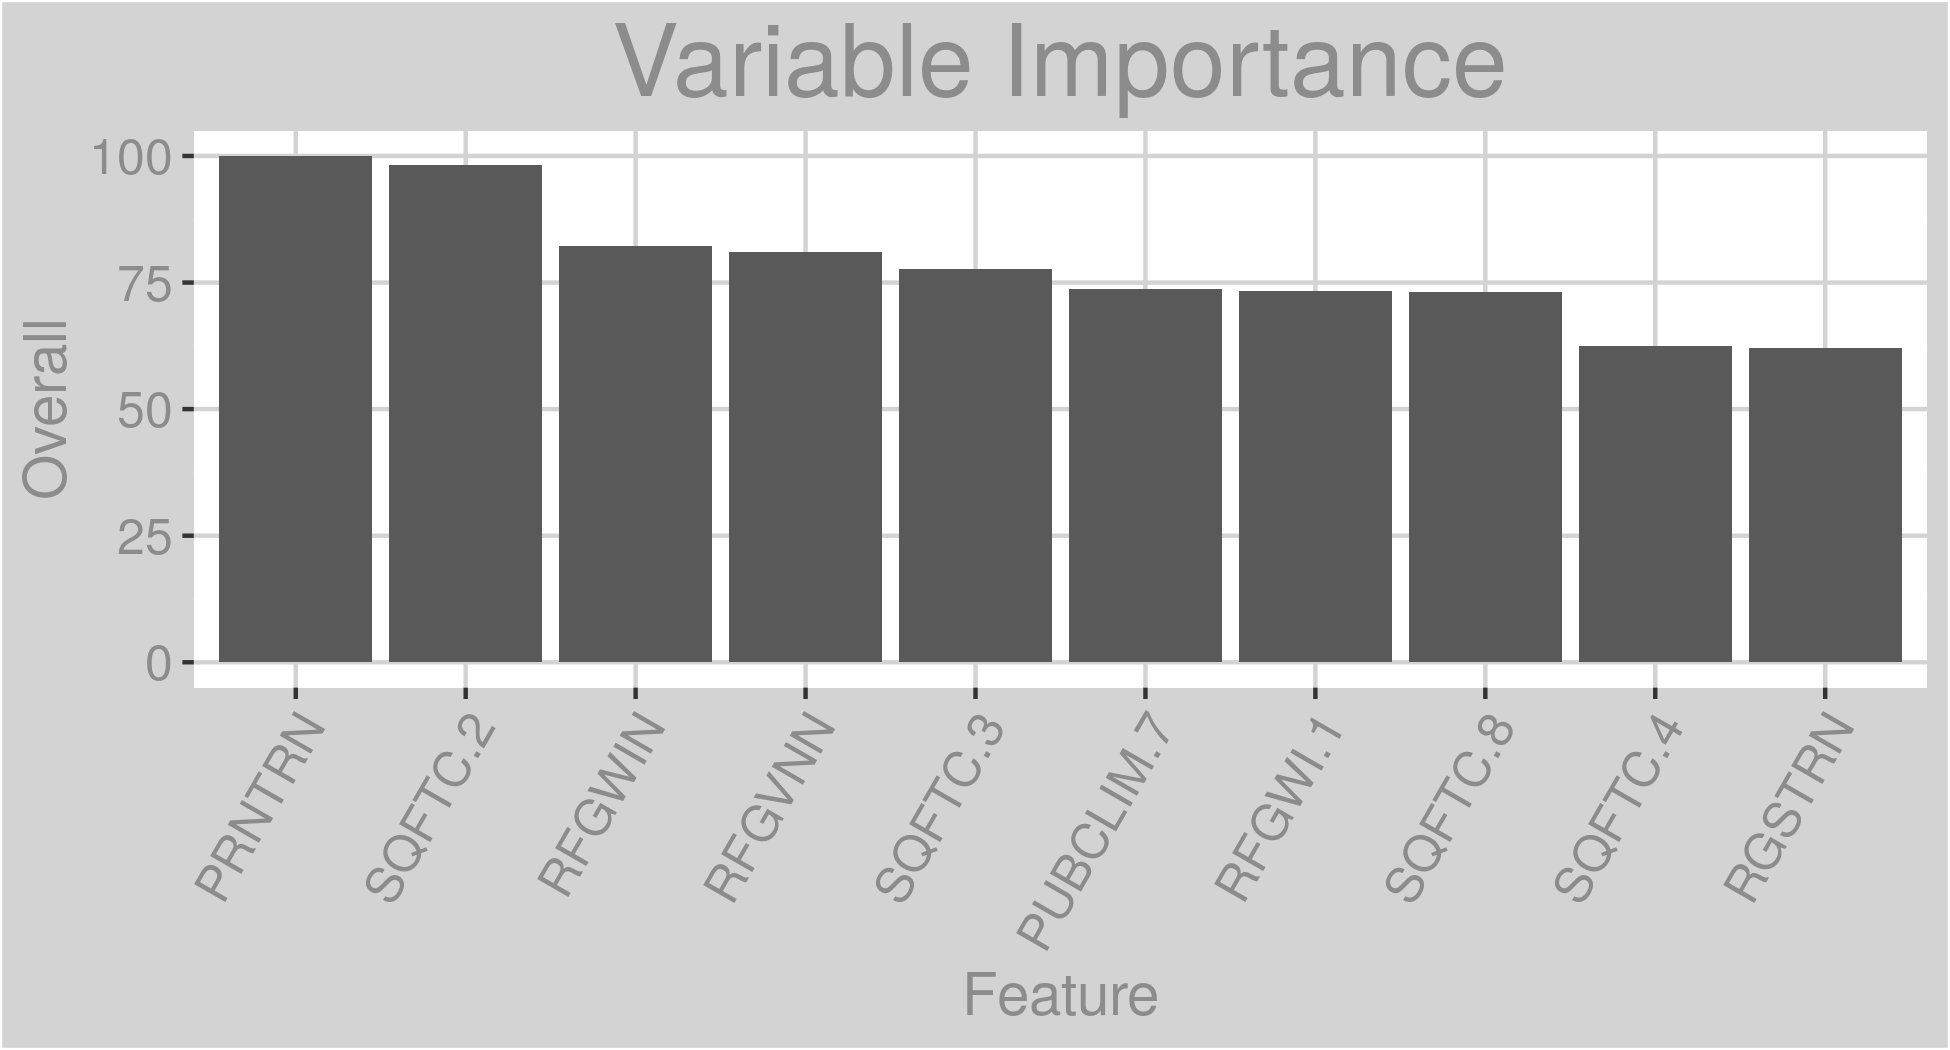 Variable Importance
Overall
100
75
50
25
0
PRNTRN
SQFTC.2
RFGWIN
RFGVNN
SQFTC.3
PUBCLIM.7
RFGWI.1
SQFTC.8
SQFTC.4
RGSTRN
Feature